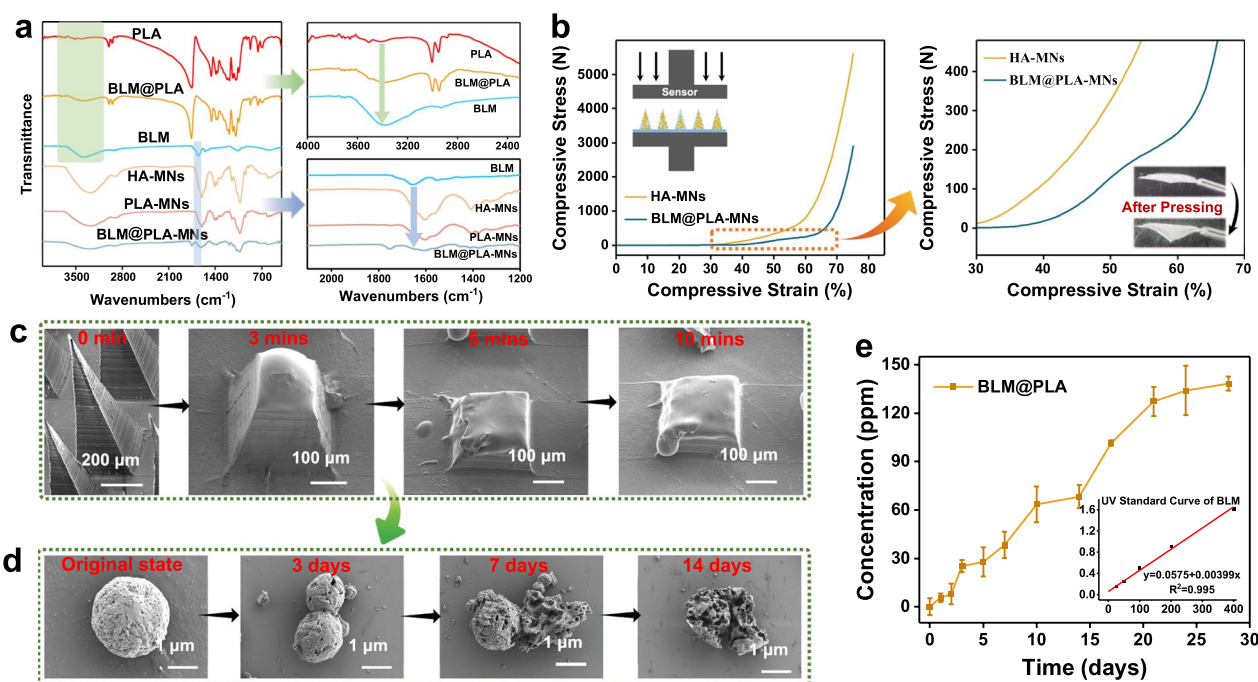 a
PLA
BLM@PLA
BLM
HA-MNs
PLA-MNs
BLM@PLA-MNs
Transmittance
3500 2800 2100 1400 700
Wavenumbers (cm-1)
PLA
BLM@PLA
BLM
4000 3600 3200 2800 2400
BLM
HA-MNs
PLA-MNs
BLM@PLA-MNs
2000 1800 1600 1400 1200
Wavenumbers (cm-1)
b
Compressive Stress (N)
5000
4000
3000
2000
1000
0
Sensor
HA-MNs
BLM@PLA-MNs
0 10 20 30 40 50 60 70 80
Compressive Strain (%)
Compressive Stress (N)
400
300
200
100
0
HA-MNs
BLM@PLA-MNs
After Pressing
30 40 50 60 70
Compressive Strain (%)
c
0 min
200 μm
3 mins
100 μm
5 mins
100 μm
10 mins
100 μm
d
Original state
1 μm
3 days
1 μm
7 days
1 μm
14 days
1 μm
e
Concentration (ppm)
150
120
90
60
30
0
BLM@PLA
UV Standard Curve of BLM
1.6
1.2
0.8
0.4
0.0
y=0.0575+0.00399x
R2=0.995
0 100 200 300 400
0 5 10 15 20 25 30
Time (days)